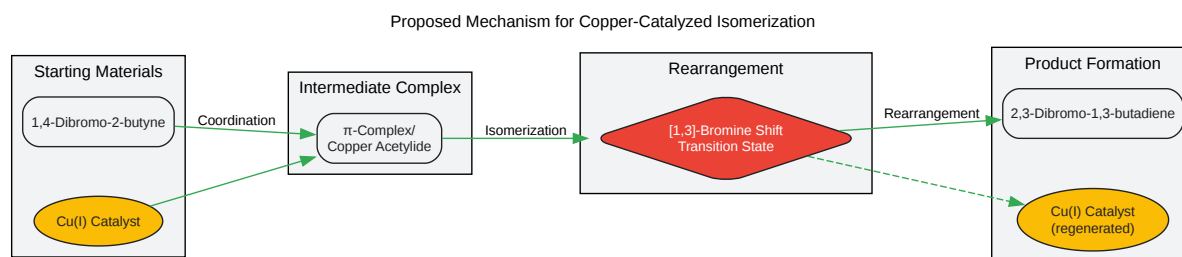 Proposed Mechanism for Copper-Catalyzed Isomerization
Starting Materials
1,4-Dibromo-2-butyne
Cu(I) Catalyst
Coordination
Intermediate Complex
π-Complex/
Copper Acetylide
Isomerization
Rearrangement
[1,3]-Bromine Shift
Transition State
Rearrangement
Product Formation
2,3-Dibromo-1,3-butadiene
Cu(I) Catalyst
(regenerated)